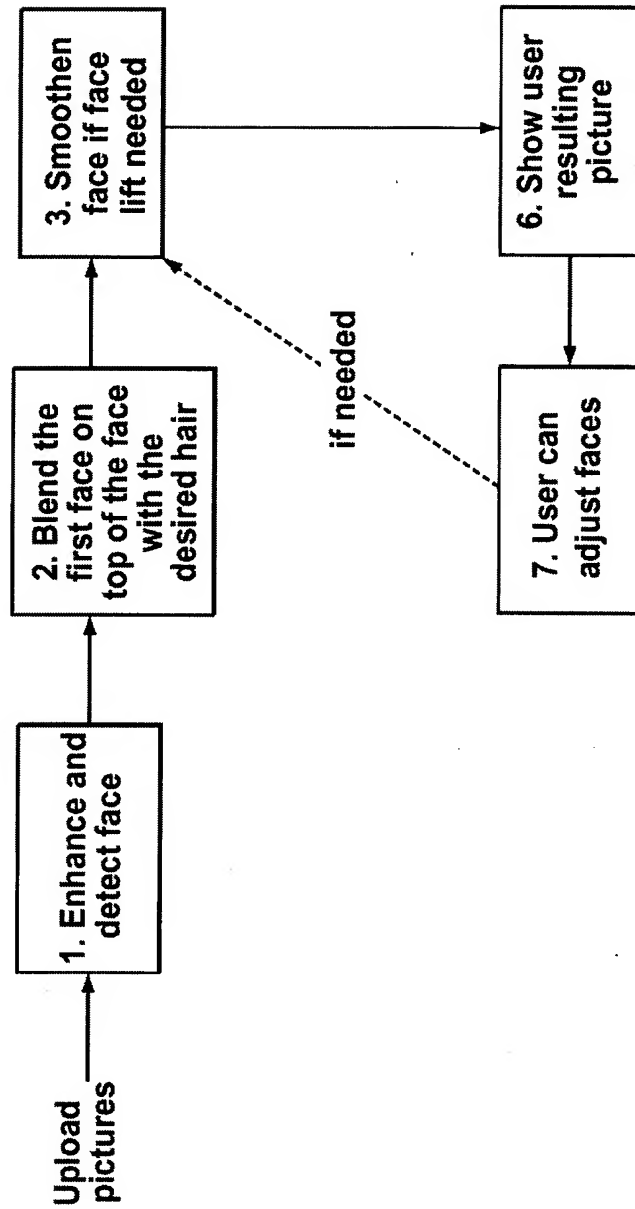 Upload
pictures
1. Enhance and
detect face
2. Blend the
first face on
top of the face
with the
desired hair
3. Smoothen
face if face
lift needed
if needed
6. Show user
resulting
picture
7. User can
adjust faces